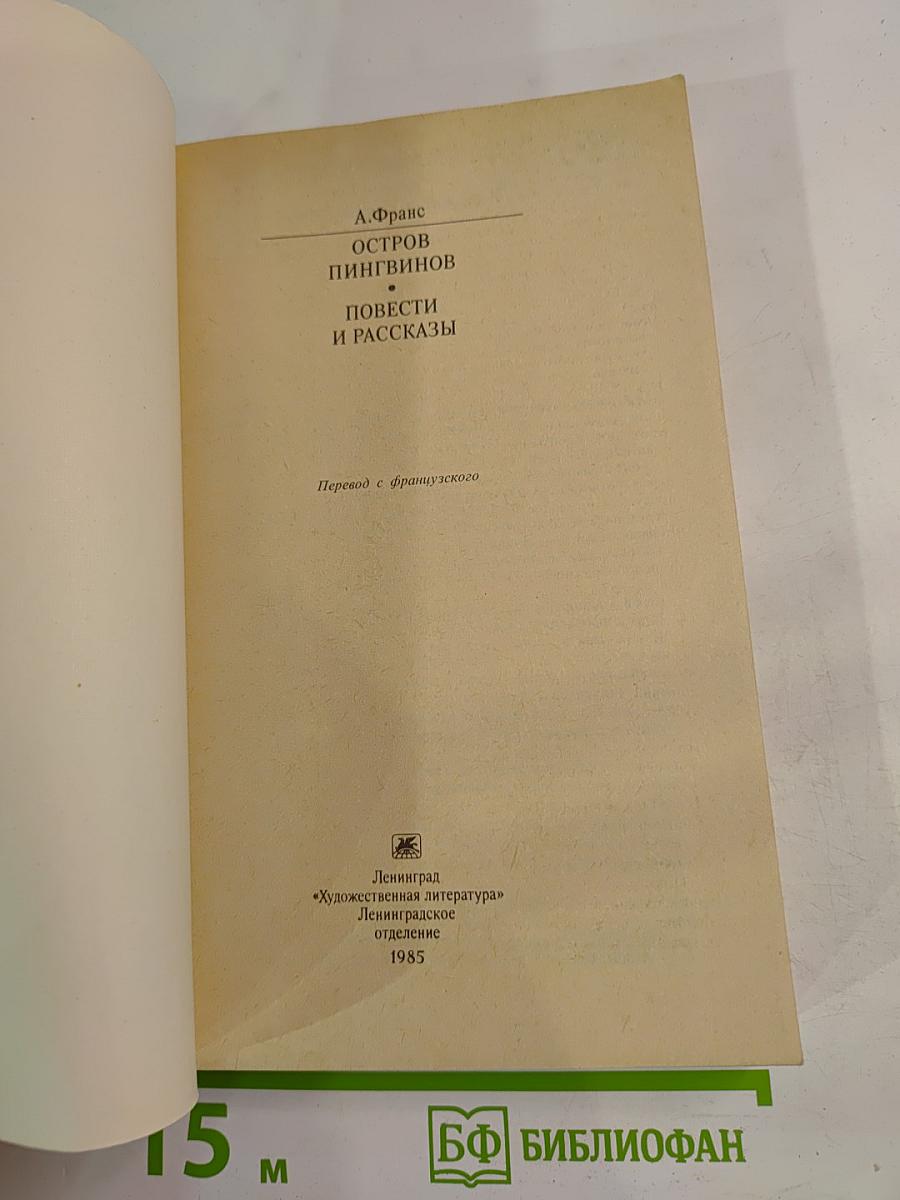 А.Франс
ОСТРОВ
ПИНГВИНОВ
•
ПОВЕСТИ
И РАССКАЗЫ
Перевод с французского
Ленинград
«Художественная литература»
Ленинградское
отделение
1985
15 м
БФ БИБЛИОФАН